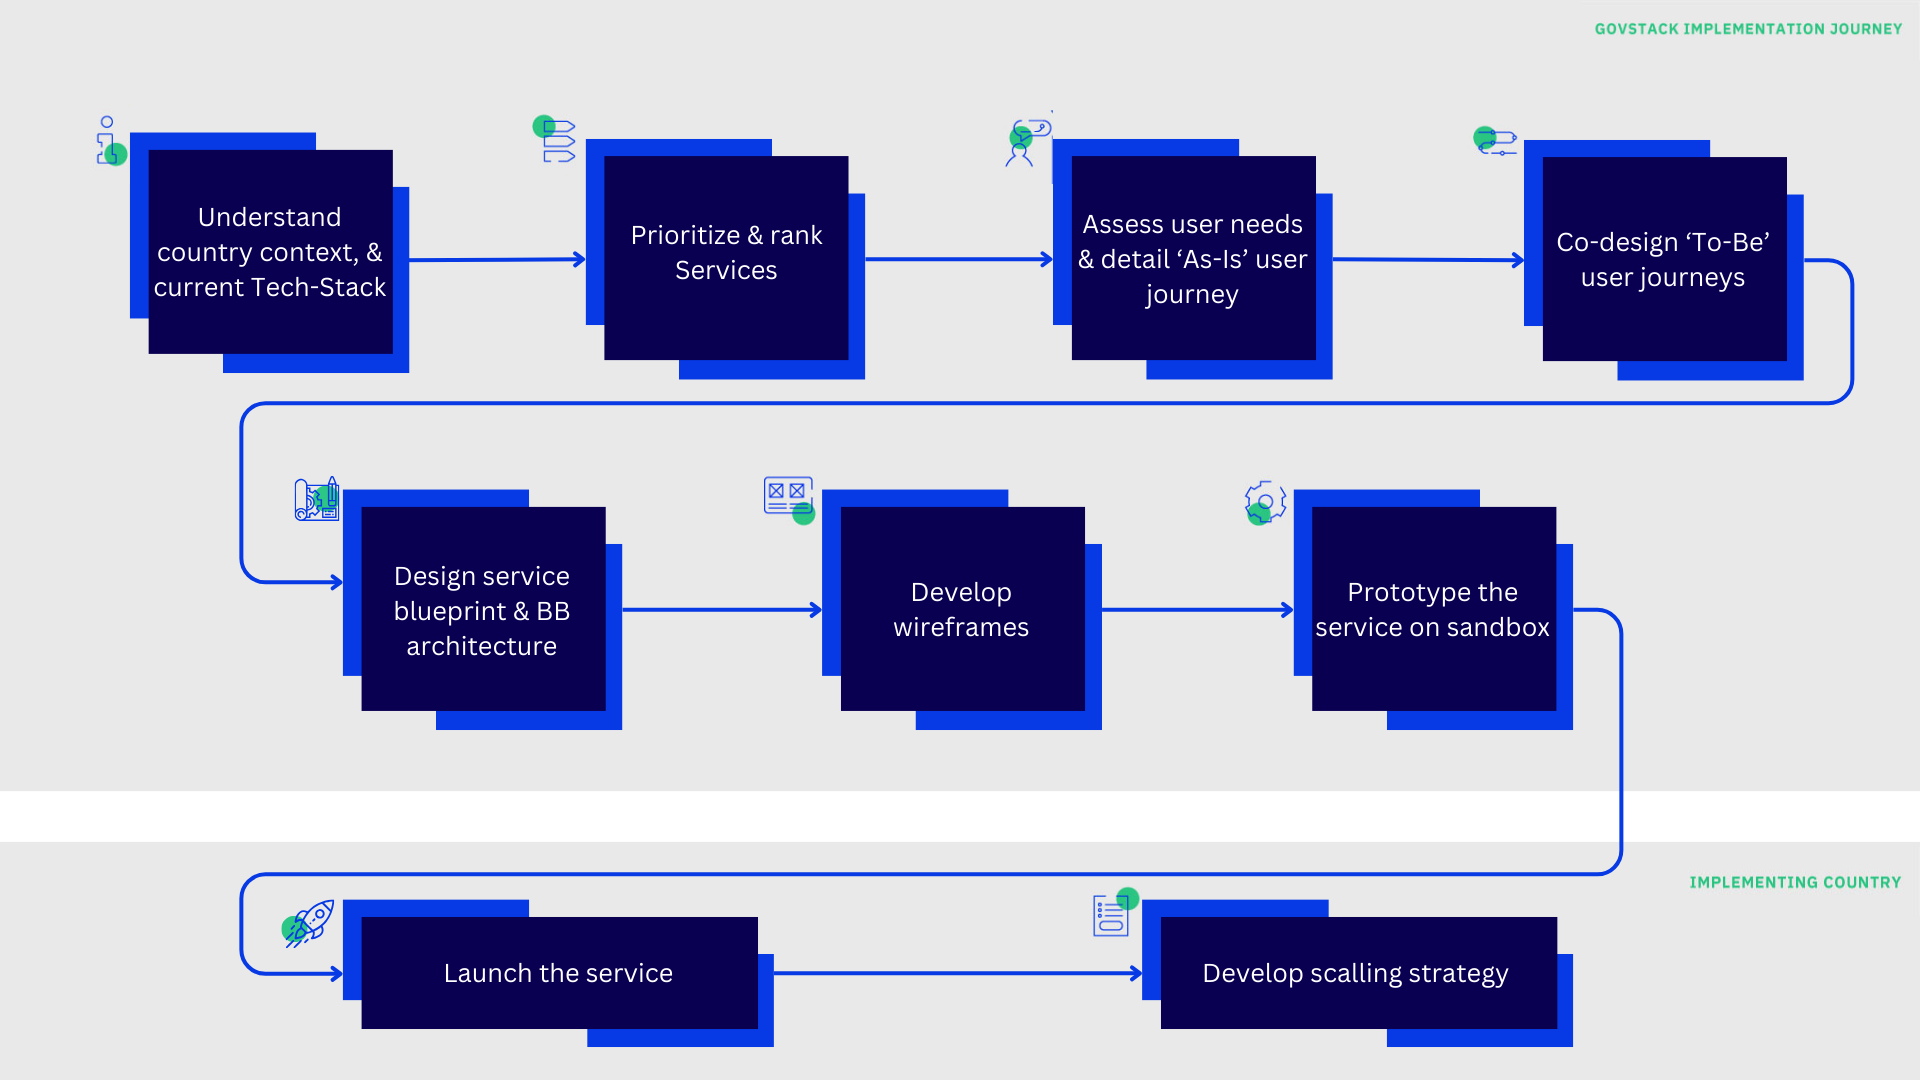 GOVSTACK IMPLEMENTATION JOURNEY
Understand
country context, &
current Tech-Stack
Prioritize & rank
Services
Assess user needs
& detail ‘As-Is’ user
journey
Co-design ‘To-Be’
user journeys
Design service
blueprint & BB
architecture
Develop
wireframes
Prototype the
service on sandbox
IMPLEMENTING COUNTRY
Launch the service
Develop scalling strategy